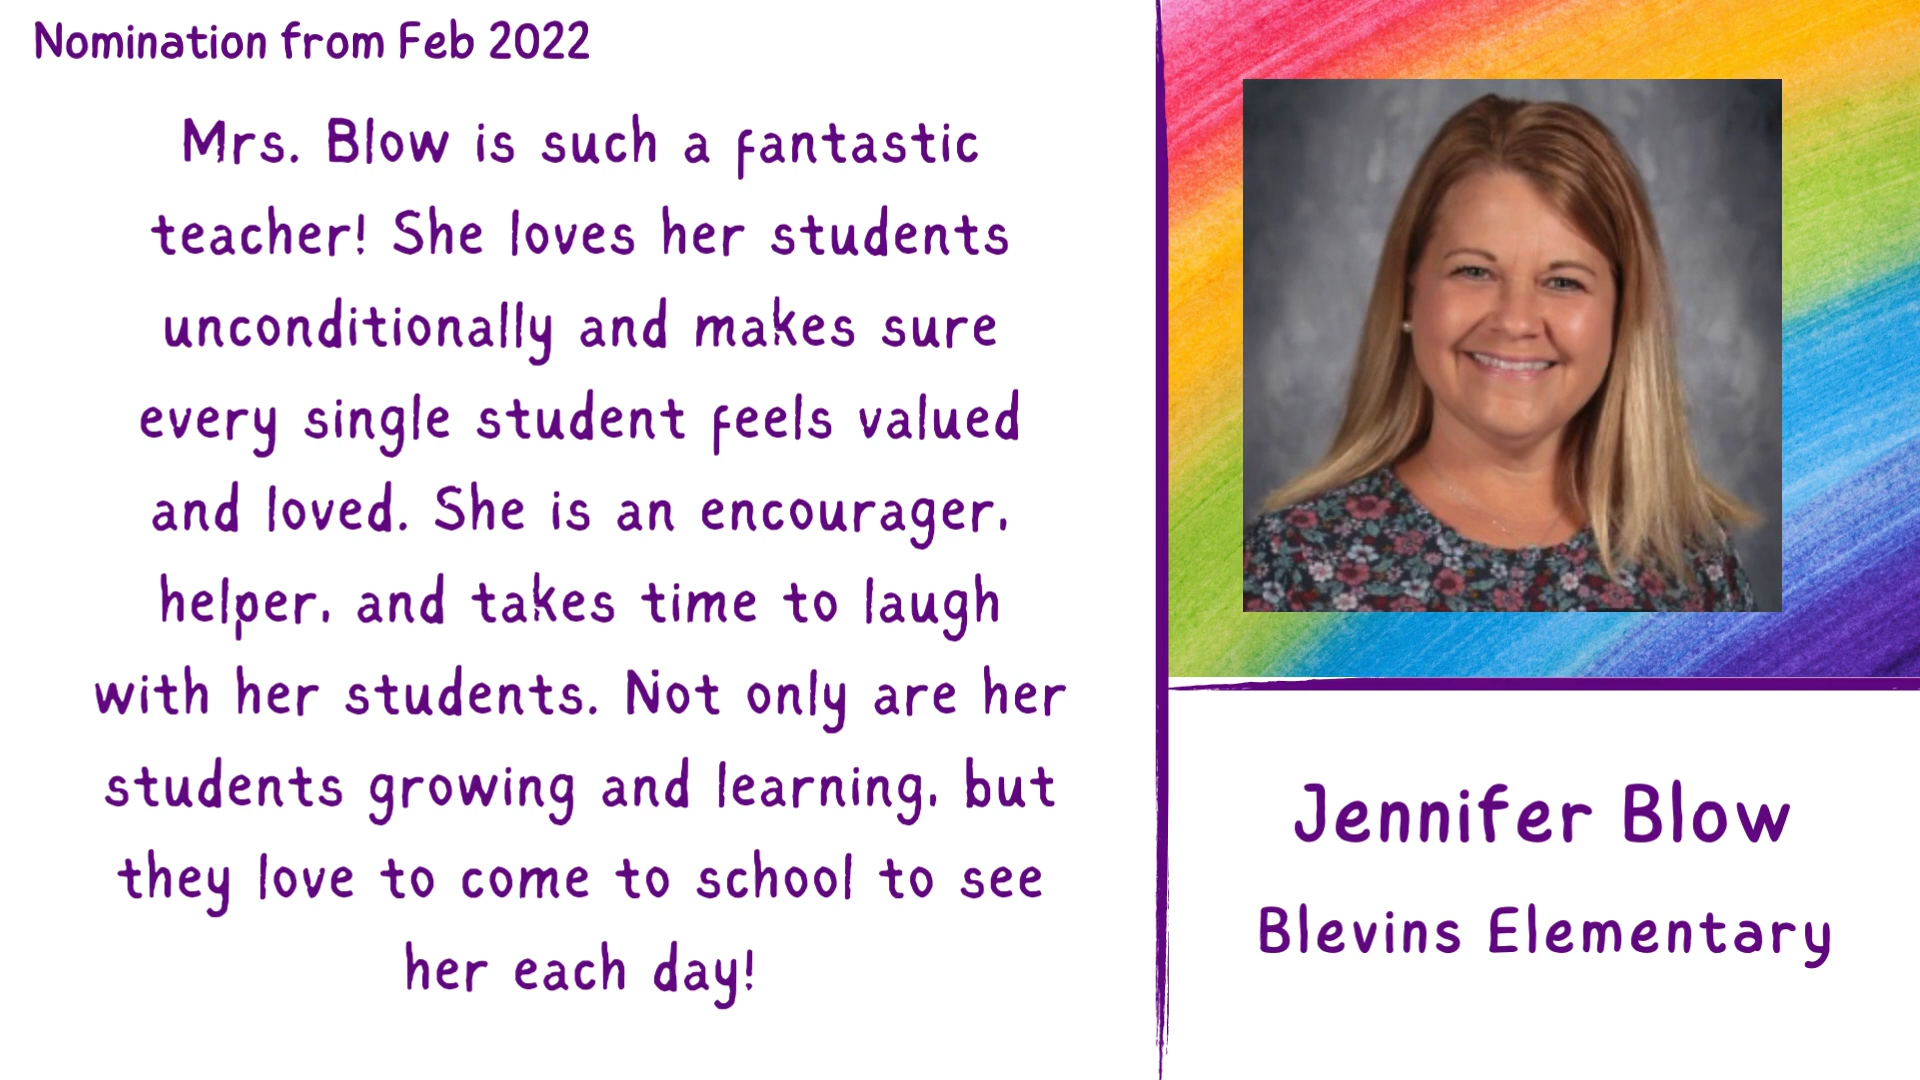 Nomination from Feb 2022
Mrs. Blow is such a fantastic
teacher! She loves her students
unconditionally and makes sure
every single student feels valued
and loved. She is an encourager,
helper, and takes time to laugh
with her students. Not only are her
students growing and learning, but
they love to come to school to see
her each day!
Jennifer Blow
Blevins Elementary